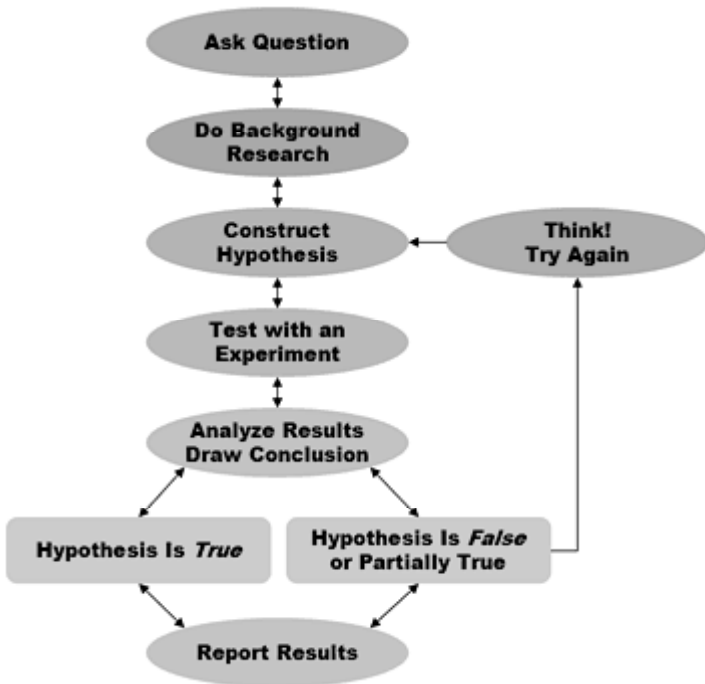 Ask Question
Do Background
Research
Construct
Hypothesis
Think!
Try Again
Test with an
Experiment
Analyze Results
Draw Conclusion
Hypothesis Is True
Hypothesis Is False
or Partially True
Report Results